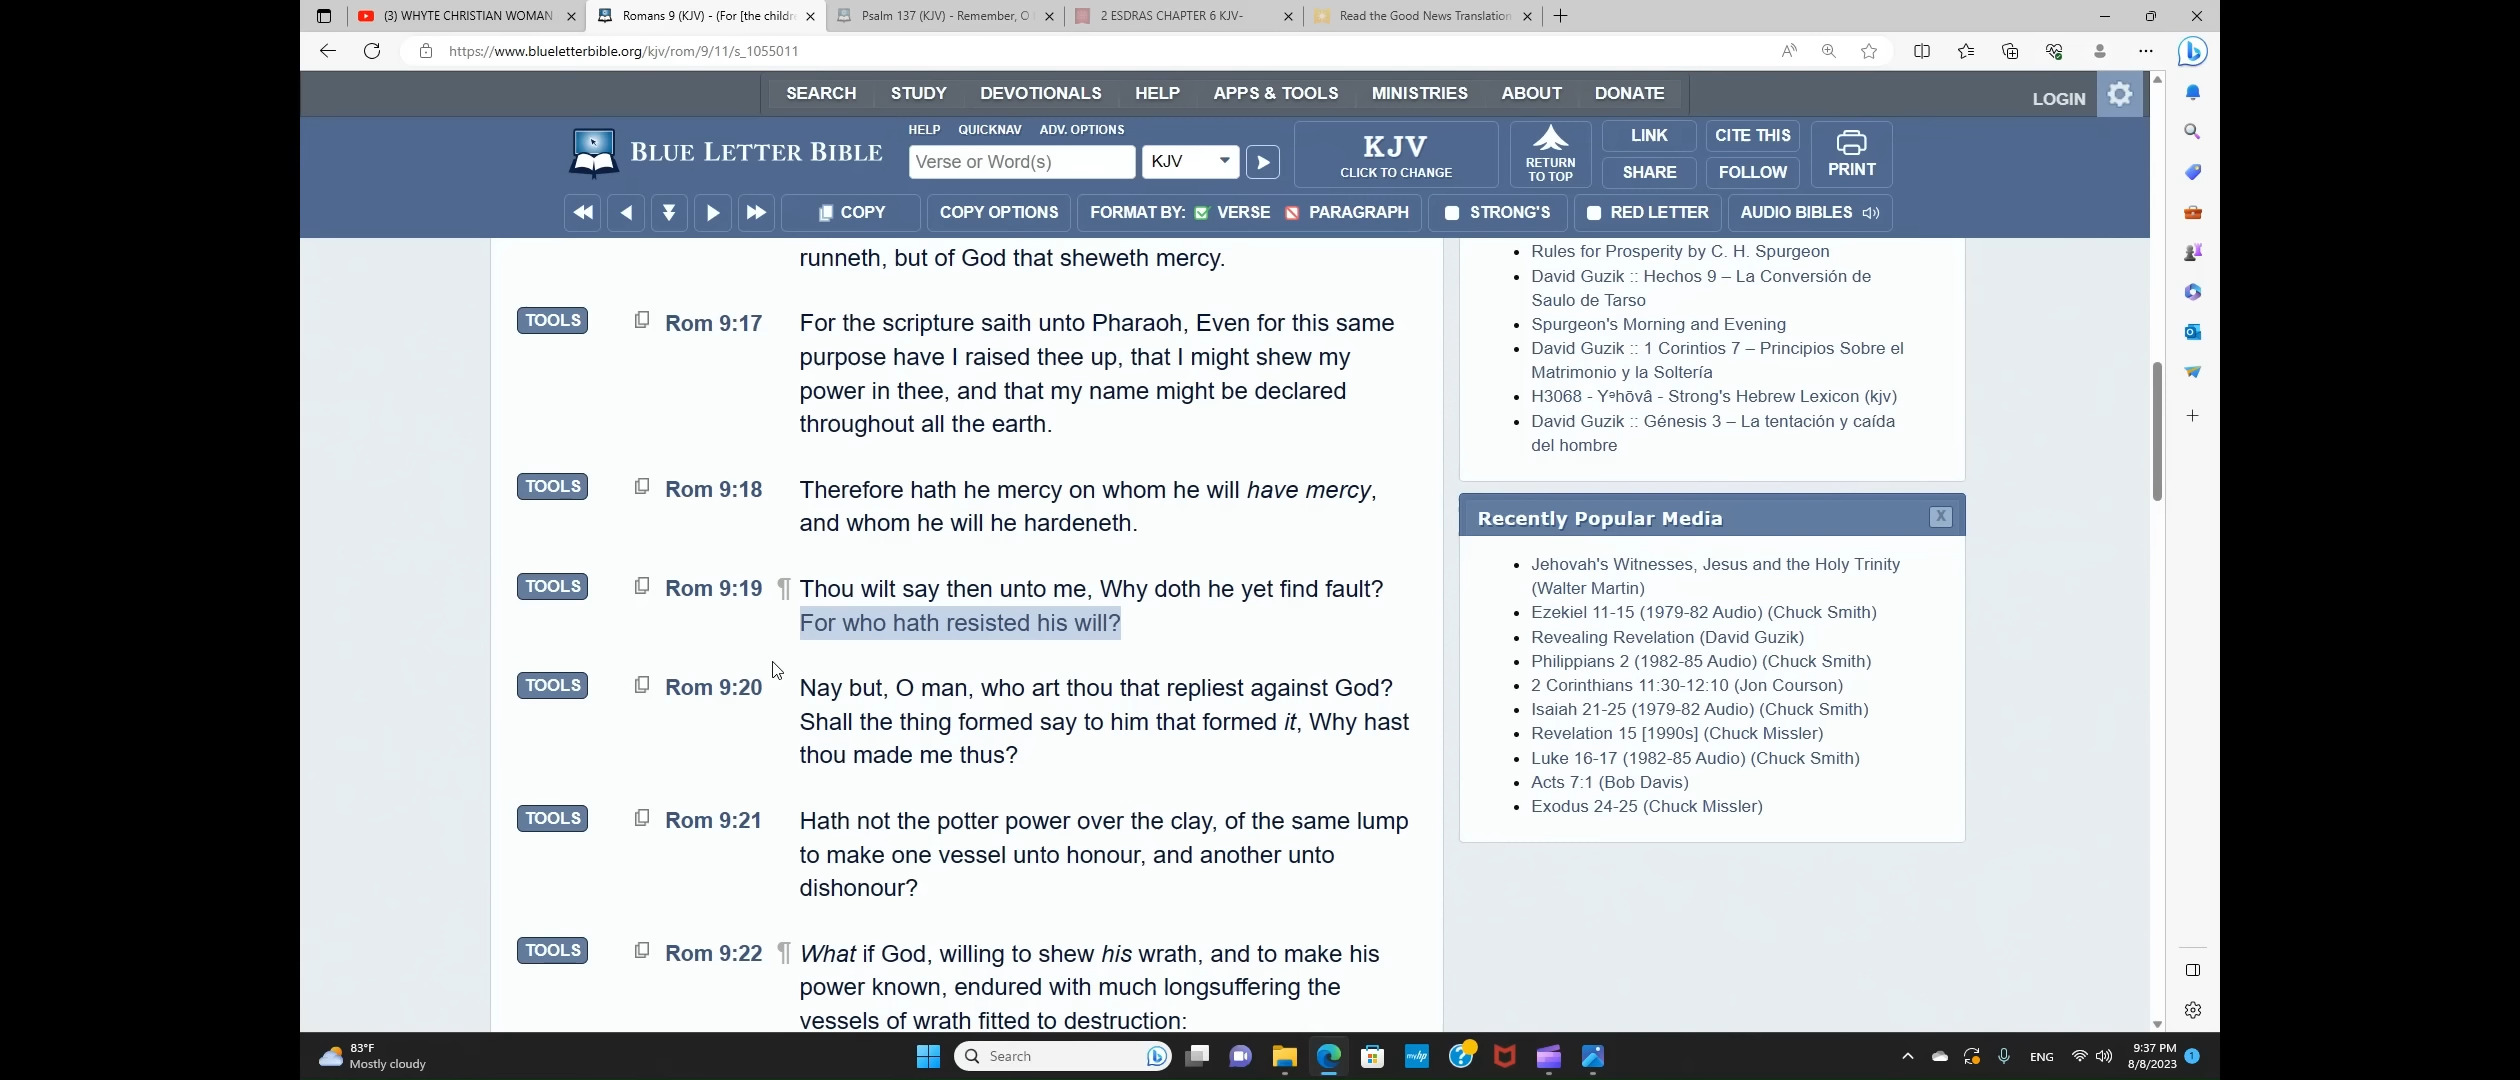 (3) WHYTE CHRISTIAN WOMAN
Romans 9 (KJV) - (For [the childre
Psalm 137 (KJV) - Remember, O
2 ESDRAS CHAPTER 6 KJV-
Read the Good News Translation
https://www.blueletterbible.org/kjv/rom/9/11/s_1055011
SEARCH STUDY DEVOTIONALS HELP APPS & TOOLS MINISTRIES ABOUT DONATE
LOGIN
BLUE LETTER BIBLE
HELP QUICKNAV ADV. OPTIONS
Verse or Word(s)
KJV
KJV
CLICK TO CHANGE
RETURN
TO TOP
LINK
CITE THIS
SHARE
FOLLOW
PRINT
COPY
COPY OPTIONS
FORMAT BY: VERSE PARAGRAPH
STRONG'S
RED LETTER
AUDIO BIBLES
runneth, but of God that sheweth mercy.
TOOLS
Rom 9:17
For the scripture saith unto Pharaoh, Even for this same
purpose have I raised thee up, that I might shew my
power in thee, and that my name might be declared
throughout all the earth.
TOOLS
Rom 9:18
Therefore hath he mercy on whom he will have mercy,
and whom he will he hardeneth.
TOOLS
Rom 9:19
¶ Thou wilt say then unto me, Why doth he yet find fault?
For who hath resisted his will?
TOOLS
Rom 9:20
Nay but, O man, who art thou that repliest against God?
Shall the thing formed say to him that formed it, Why hast
thou made me thus?
TOOLS
Rom 9:21
Hath not the potter power over the clay, of the same lump
to make one vessel unto honour, and another unto
dishonour?
TOOLS
Rom 9:22
¶ What if God, willing to shew his wrath, and to make his
power known, endured with much longsuffering the
vessels of wrath fitted to destruction:
Rules for Prosperity by C. H. Spurgeon
David Guzik :: Hechos 9 – La Conversión de
Saulo de Tarso
Spurgeon's Morning and Evening
David Guzik :: 1 Corintios 7 – Principios Sobre el
Matrimonio y la Soltería
H3068 - Yᵊhōvâ - Strong's Hebrew Lexicon (kjv)
David Guzik :: Génesis 3 – La tentación y caída
del hombre
Recently Popular Media
X
Jehovah's Witnesses, Jesus and the Holy Trinity
(Walter Martin)
Ezekiel 11-15 (1979-82 Audio) (Chuck Smith)
Revealing Revelation (David Guzik)
Philippians 2 (1982-85 Audio) (Chuck Smith)
2 Corinthians 11:30-12:10 (Jon Courson)
Isaiah 21-25 (1979-82 Audio) (Chuck Smith)
Revelation 15 [1990s] (Chuck Missler)
Luke 16-17 (1982-85 Audio) (Chuck Smith)
Acts 7:1 (Bob Davis)
Exodus 24-25 (Chuck Missler)
83°F
Mostly cloudy
Search
myhp
ENG
9:37 PM
8/8/2023
1